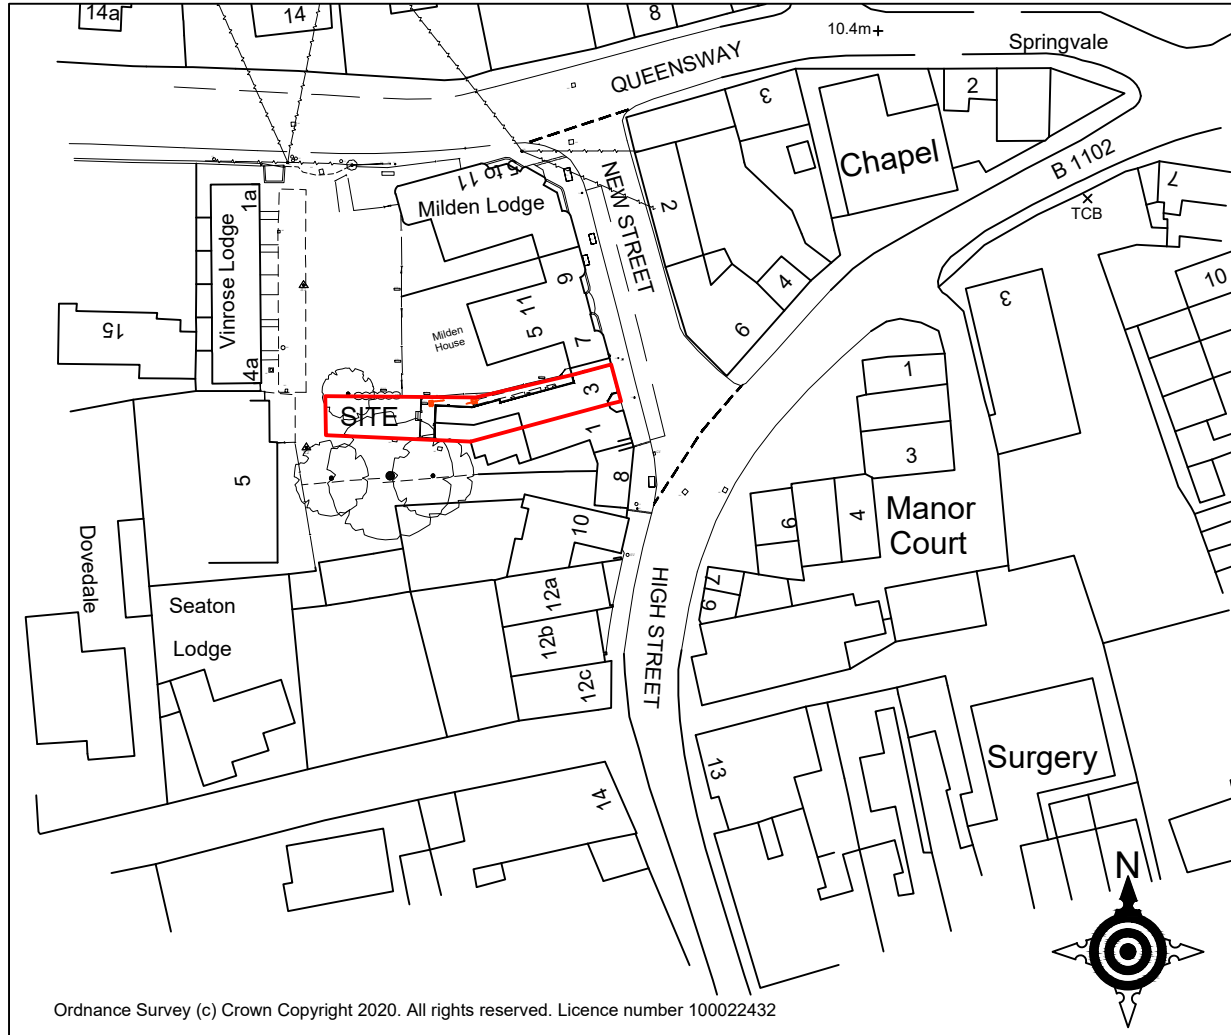 14a
14
8
10.4m
Springvale
QUEENSWAY
3
2
Chapel
B 1102
TCB
7
10
5 to 11
Milden Lodge
NEW STREET
2
1a
Vinrose Lodge
4a
15
9
5 11
Milden
House
7
4
6
3
1
3
SITE
3
1
8
5
Dovedale
Seaton
Lodge
10
12a
12b
12c
HIGH STREET
Manor
Court
4
7
13
14
Surgery
N
Ordnance Survey (c) Crown Copyright 2020. All rights reserved. Licence number 100022432